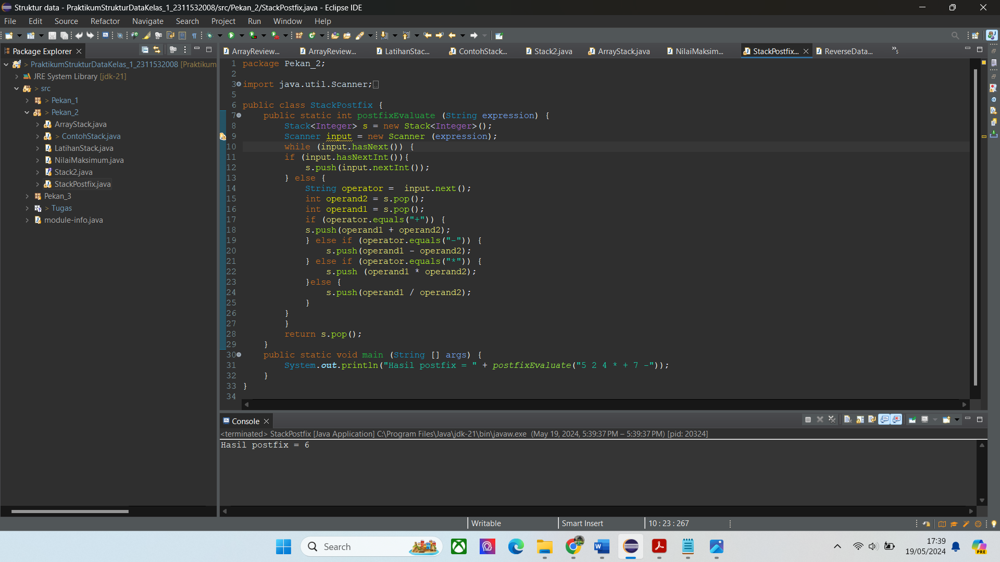 Struktur data - PraktikumStrukturDataKelas_1_2311532008/src/Pekan_2/StackPostfix.java - Eclipse IDE
File Edit Source Refactor Navigate Search Project Run Window Help
Package Explorer
> PraktikumStrukturDataKelas_1_2311532008 [Praktikum
JRE System Library [jdk-21]
> src
> Pekan_1
> Pekan_2
ArrayStack.java
> ContohStack.java
LatihanStack.java
NilaiMaksimum.java
Stack2.java
StackPostfix.java
Pekan_3
> Tugas
module-info.java
ArrayReview... ArrayReview... LatihanStac... ContohStack... Stack2.java ArrayStack.java NilaiMaksim... StackPostfix... ReverseData... »5
1 package Pekan_2;
2
3 import java.util.Scanner;
5
6 public class StackPostfix {
7 public static int postfixEvaluate (String expression) {
8 Stack<Integer> s = new Stack<Integer>();
9 Scanner input = new Scanner (expression);
10 while (input.hasNext()) {
11 if (input.hasNextInt()){
12 s.push(input.nextInt());
13 } else {
14 String operator =  input.next();
15 int operand2 = s.pop();
16 int operand1 = s.pop();
17 if (operator.equals("+")) {
18 s.push(operand1 + operand2);
19 } else if (operator.equals("-")) {
20 s.push(operand1 - operand2);
21 } else if (operator.equals("*")) {
22 s.push (operand1 * operand2);
23 }else {
24 s.push(operand1 / operand2);
25 }
26 }
27 }
28 return s.pop();
29 }
30 public static void main (String [] args) {
31 System.out.println("Hasil postfix = " + postfixEvaluate("5 2 4 * + 7 -"));
32 }
33 }
34
Console
<terminated> StackPostfix [Java Application] C:\Program Files\Java\jdk-21\bin\javaw.exe (May 19, 2024, 5:39:37 PM – 5:39:37 PM) [pid: 20324]
Hasil postfix = 6
Writable Smart Insert 10 : 23 : 267
Search
17:39
19/05/2024
PRE